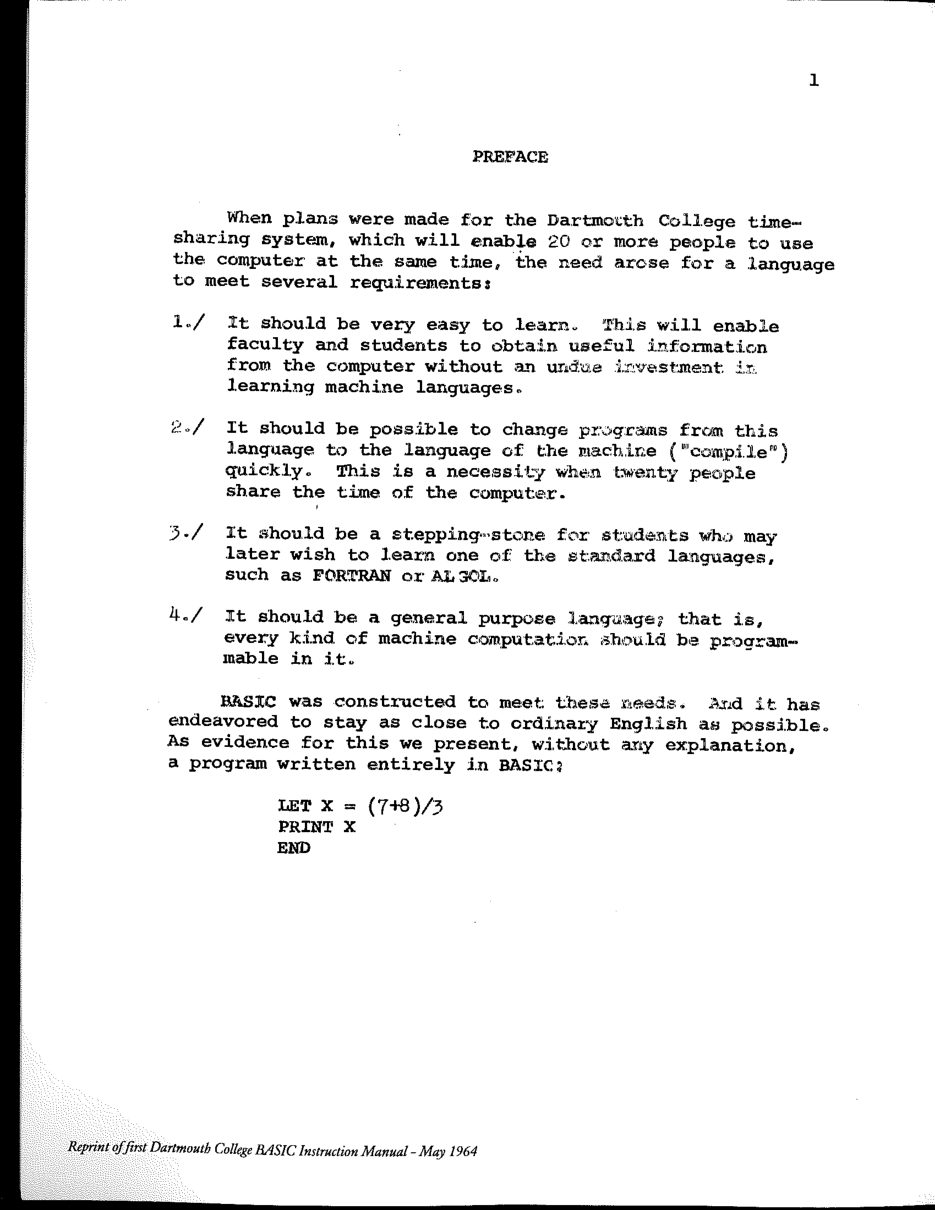 1
PREFACE
When plans were made for the Dartmouth College time-
sharing system, which will enable 20 or more people to use
the computer at the same time, the need arose for a language
to meet several requirements:
1./ It should be very easy to learn. This will enable
faculty and students to obtain useful information
from the computer without an undue investment in
learning machine languages.
2./ It should be possible to change programs from this
language to the language of the machine ("compile")
quickly. This is a necessity when twenty people
share the time of the computer.
3./ It should be a stepping-stone for students who may
later wish to learn one of the standard languages,
such as FORTRAN or ALGOL.
4./ It should be a general purpose language; that is,
every kind of machine computation should be program-
mable in it.
BASIC was constructed to meet these needs. And it has
endeavored to stay as close to ordinary English as possible.
As evidence for this we present, without any explanation,
a program written entirely in BASIC:
LET X = (7+8)/3
PRINT X
END
Reprint of first Dartmouth College BASIC Instruction Manual - May 1964